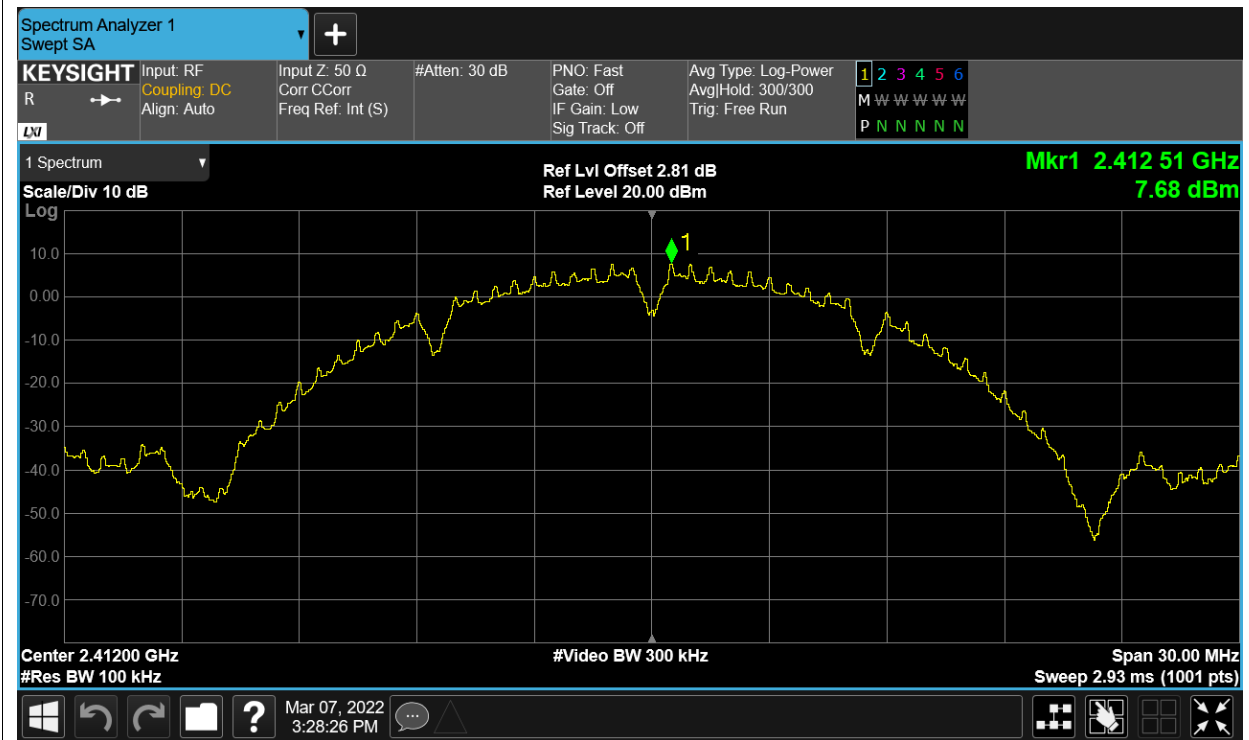 Spectrum Analyzer 1
Swept SA
KEYSIGHT
R
LXI
Input: RF
Coupling: DC
Align: Auto
Input Z: 50 Ω
Corr CCorr
Freq Ref: Int (S)
#Atten: 30 dB
PNO: Fast
Gate: Off
IF Gain: Low
Sig Track: Off
Avg Type: Log-Power
Avg|Hold: 300/300
Trig: Free Run
1 2 3 4 5 6
M W W W W W
P N N N N N
1 Spectrum
Scale/Div 10 dB
Log
Ref Lvl Offset 2.81 dB
Ref Level 20.00 dBm
Mkr1 2.412 51 GHz
7.68 dBm
1
10.0
0.00
-10.0
-20.0
-30.0
-40.0
-50.0
-60.0
-70.0
Center 2.41200 GHz
#Res BW 100 kHz
#Video BW 300 kHz
Span 30.00 MHz
Sweep 2.93 ms (1001 pts)
?
Mar 07, 2022
3:28:26 PM